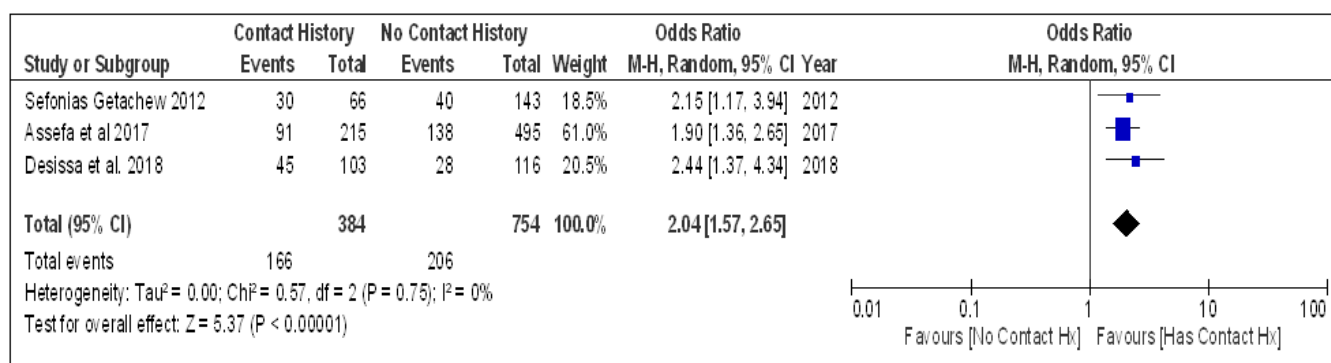 Contact History No Contact History Odds Ratio Odds Ratio
Study or Subgroup Events Total Events Total Weight M-H, Random, 95% CI Year M-H, Random, 95% CI
Sefonias Getachew 2012 30 66 40 143 18.5% 2.15 [1.17, 3.94] 2012
Assefa et al 2017 91 215 138 495 61.0% 1.90 [1.36, 2.65] 2017
Desissa et al. 2018 45 103 28 116 20.5% 2.44 [1.37, 4.34] 2018
Total (95% CI) 384 754 100.0% 2.04 [1.57, 2.65]
Total events 166 206
Heterogeneity: Tau² = 0.00; Chi² = 0.57, df = 2 (P = 0.75); I² = 0%
Test for overall effect: Z = 5.37 (P < 0.00001)
0.01 0.1 1 10 100
Favours [No Contact Hx] Favours [Has Contact Hx]